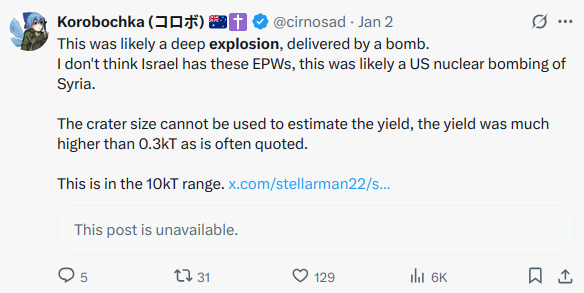 Korobochka (コロボ) 🇦🇺✝️ @cirnosad · Jan 2
This was likely a deep explosion, delivered by a bomb.
I don't think Israel has these EPWs, this was likely a US nuclear bombing of
Syria.
The crater size cannot be used to estimate the yield, the yield was much
higher than 0.3kT as is often quoted.
This is in the 10kT range. x.com/stellarman22/s...
This post is unavailable.
5 31 129 6K